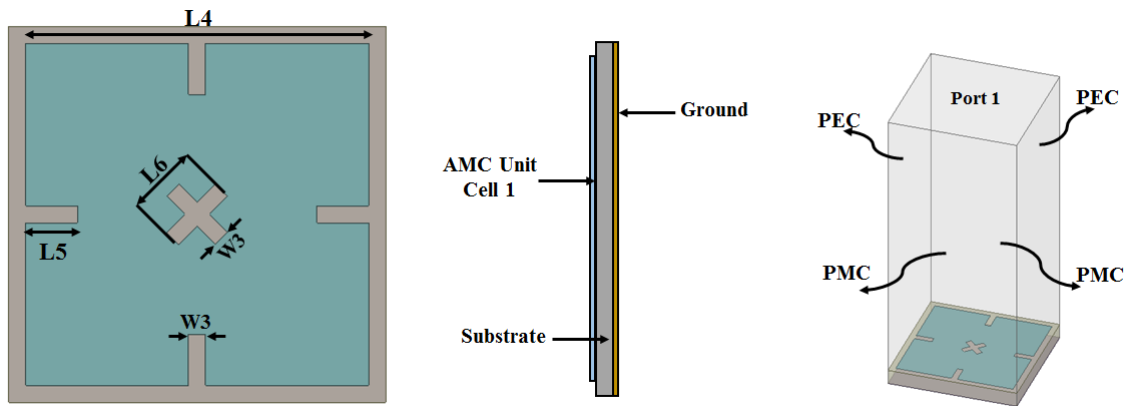 L4
L6
W3
L5
W3
AMC Unit
Cell 1
Ground
Substrate
Port 1
PEC
PEC
PMC
PMC